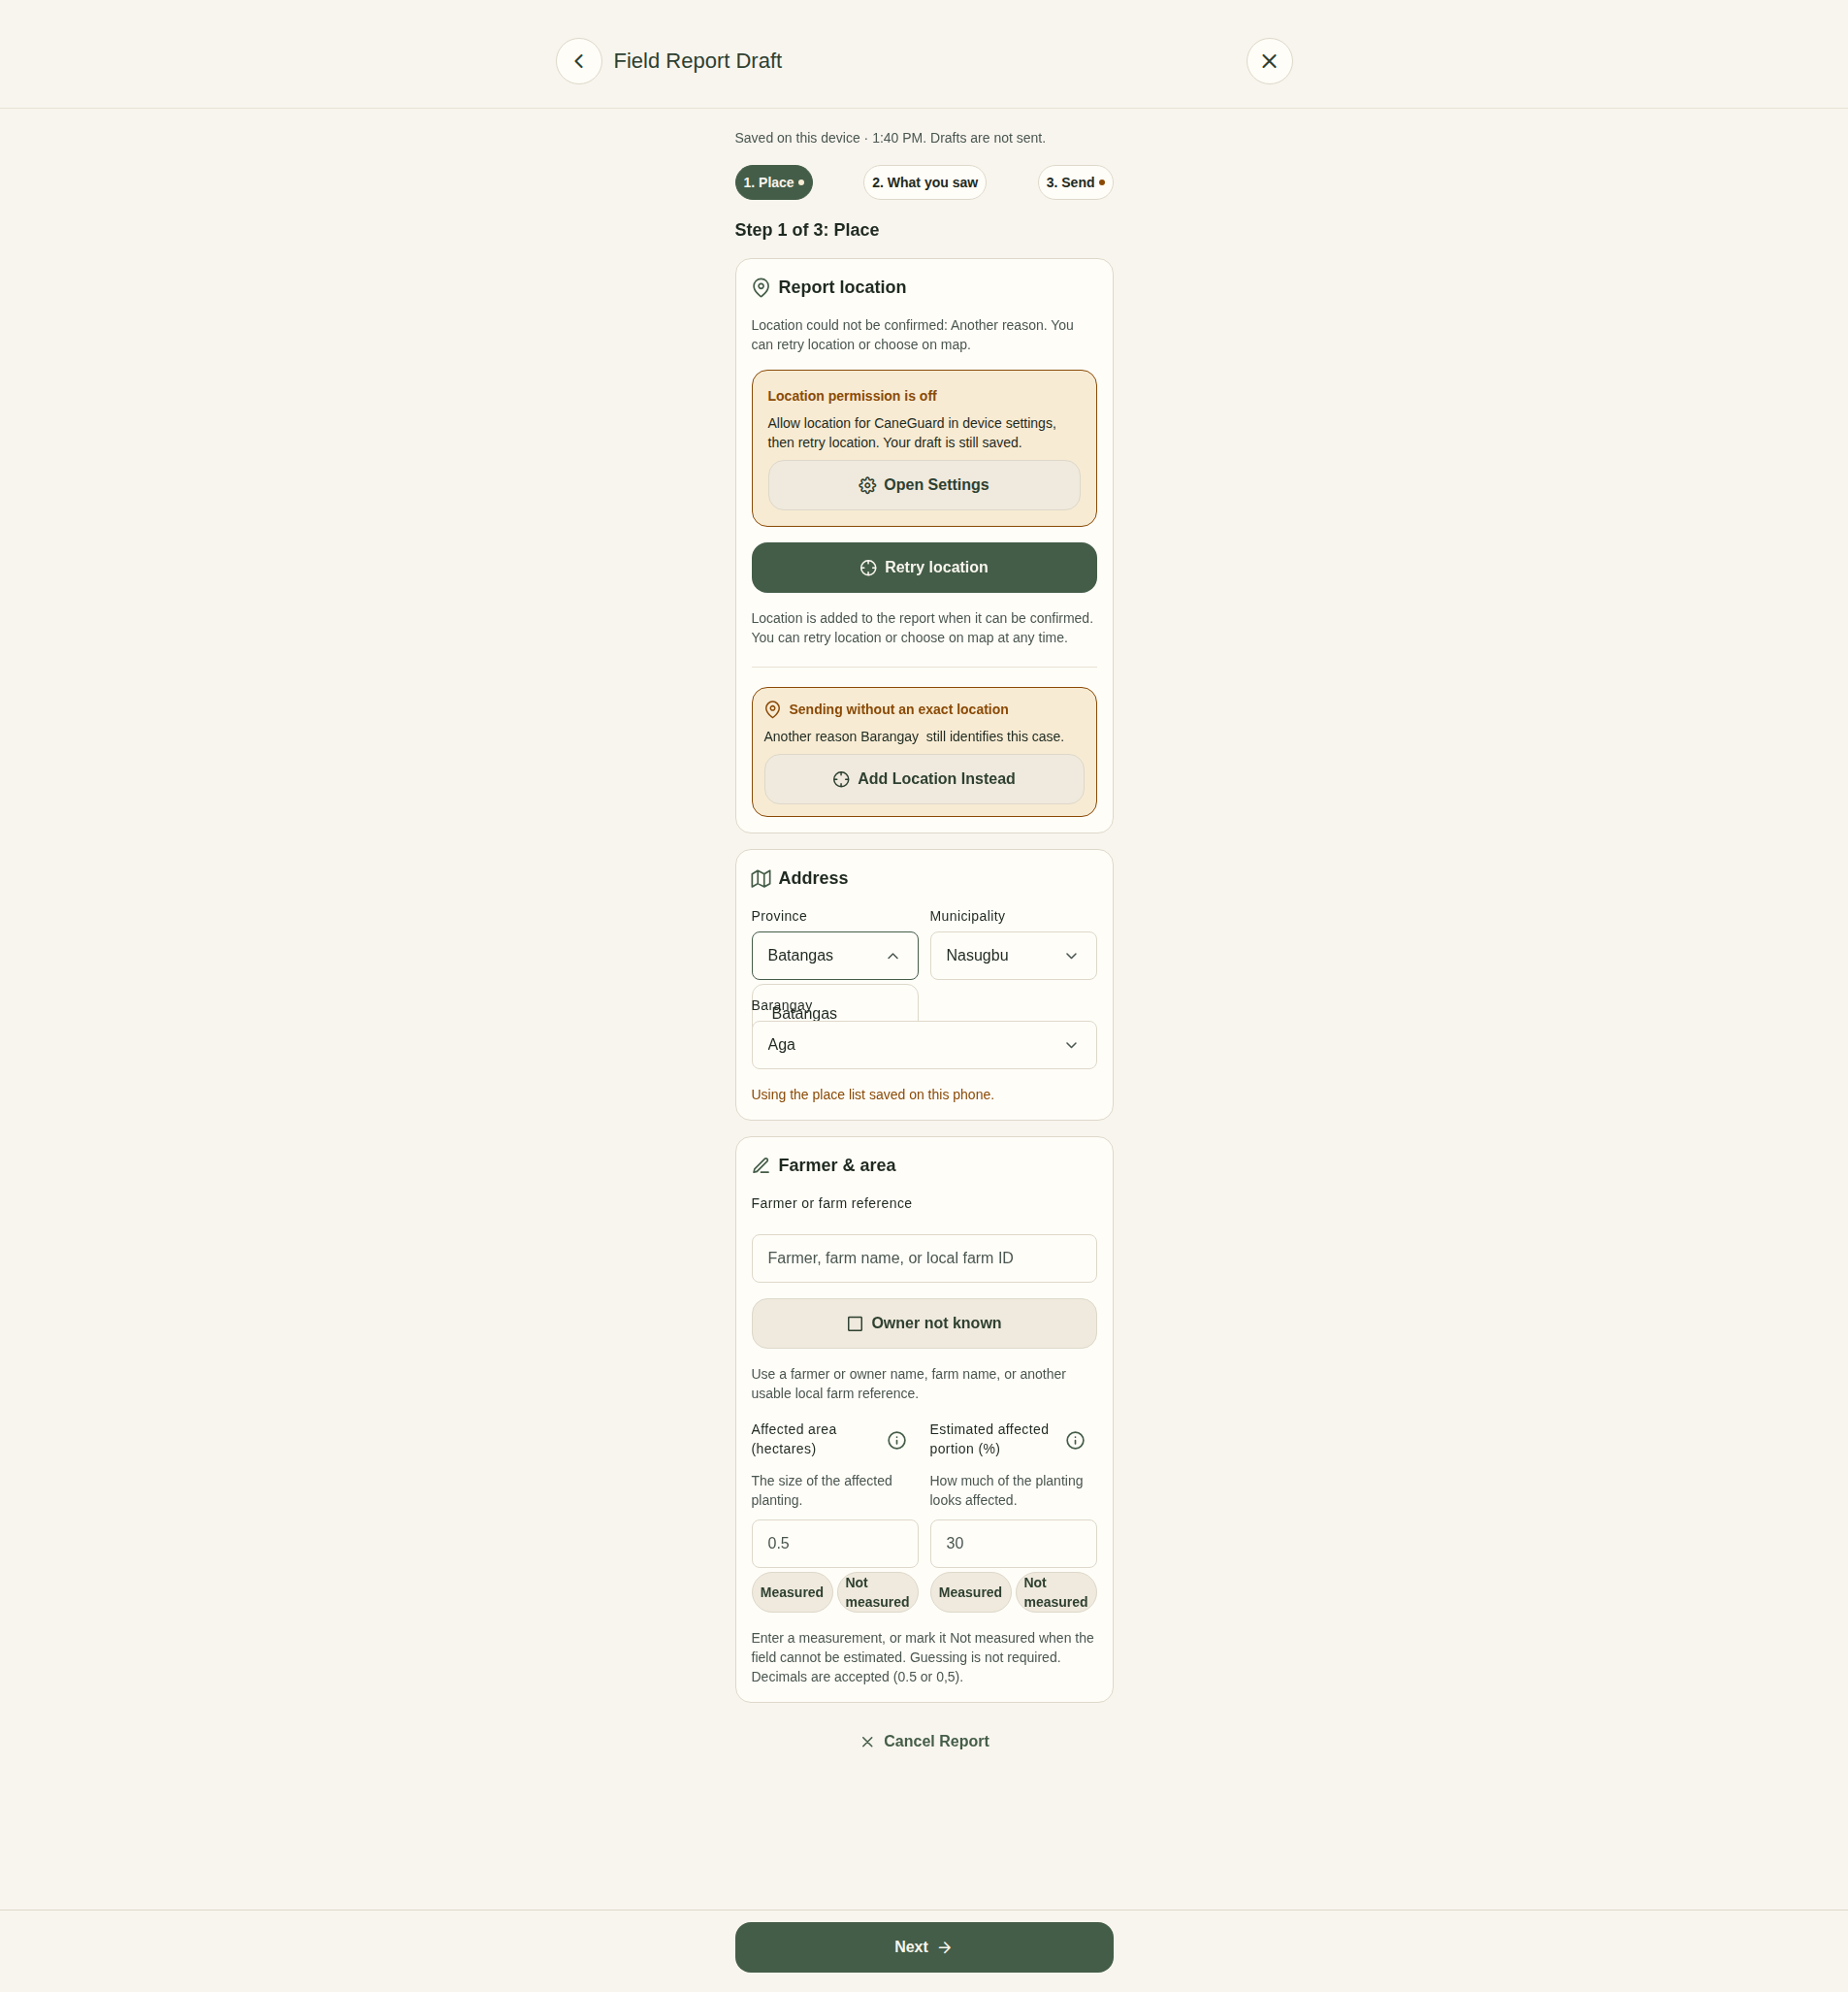 Field Report Draft
Saved on this device · 1:40 PM. Drafts are not sent.
1. Place
2. What you saw
3. Send
Step 1 of 3: Place
Report location
Location could not be confirmed: Another reason. You
can retry location or choose on map.
Location permission is off
Allow location for CaneGuard in device settings,
then retry location. Your draft is still saved.
Open Settings
Retry location
Location is added to the report when it can be confirmed.
You can retry location or choose on map at any time.
Sending without an exact location
Another reason Barangay  still identifies this case.
Add Location Instead
Address
Province
Municipality
Batangas
Nasugbu
Barangay
Batangas
Aga
Using the place list saved on this phone.
Farmer & area
Farmer or farm reference
Farmer, farm name, or local farm ID
Owner not known
Use a farmer or owner name, farm name, or another
usable local farm reference.
Affected area
(hectares)
Estimated affected
portion (%)
The size of the affected
planting.
How much of the planting
looks affected.
0.5
30
Measured
Not
measured
Measured
Not
measured
Enter a measurement, or mark it Not measured when the
field cannot be estimated. Guessing is not required.
Decimals are accepted (0.5 or 0,5).
Cancel Report
Next